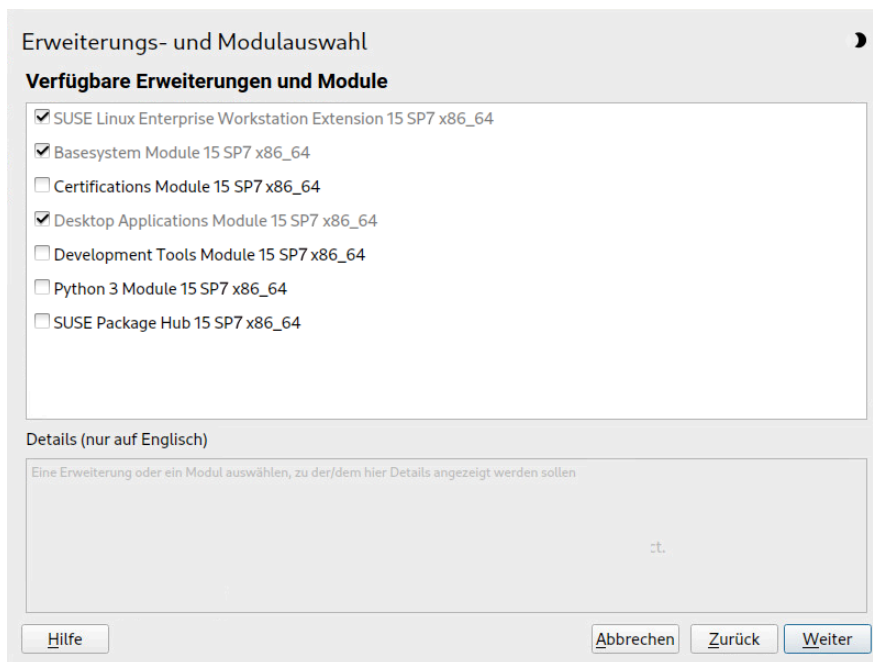 Erweiterungs- und Modulauswahl
Verfügbare Erweiterungen und Module
SUSE Linux Enterprise Workstation Extension 15 SP7 x86_64
Basesystem Module 15 SP7 x86_64
Certifications Module 15 SP7 x86_64
Desktop Applications Module 15 SP7 x86_64
Development Tools Module 15 SP7 x86_64
Python 3 Module 15 SP7 x86_64
SUSE Package Hub 15 SP7 x86_64
Details (nur auf Englisch)
Eine Erweiterung oder ein Modul auswählen, zu der/dem hier Details angezeigt werden sollen
ct.
Hilfe Abbrechen Zurück Weiter